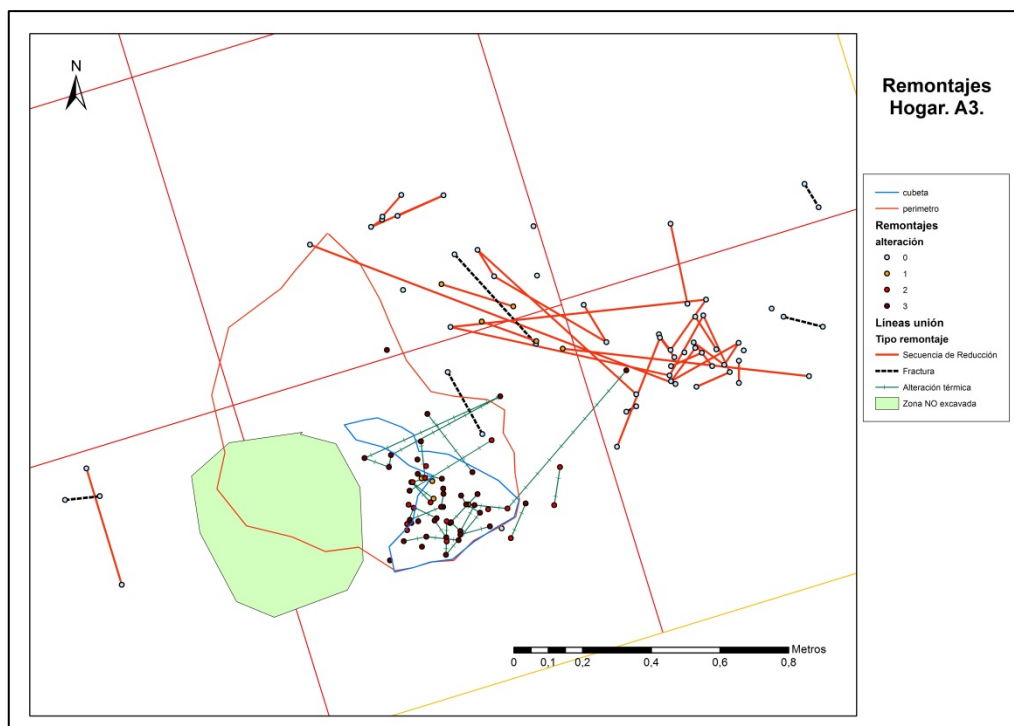 N
Remontajes
Hogar. A3.
cubeta
perimetro
Remontajes
alteración
0
1
2
3
Lineas unión
Tipo remontaje
Secuencia de Reducción
Fractura
Alteración térmica
Zona NO excavada
Metros
0 0,1 0,2 0,4 0,6 0,8